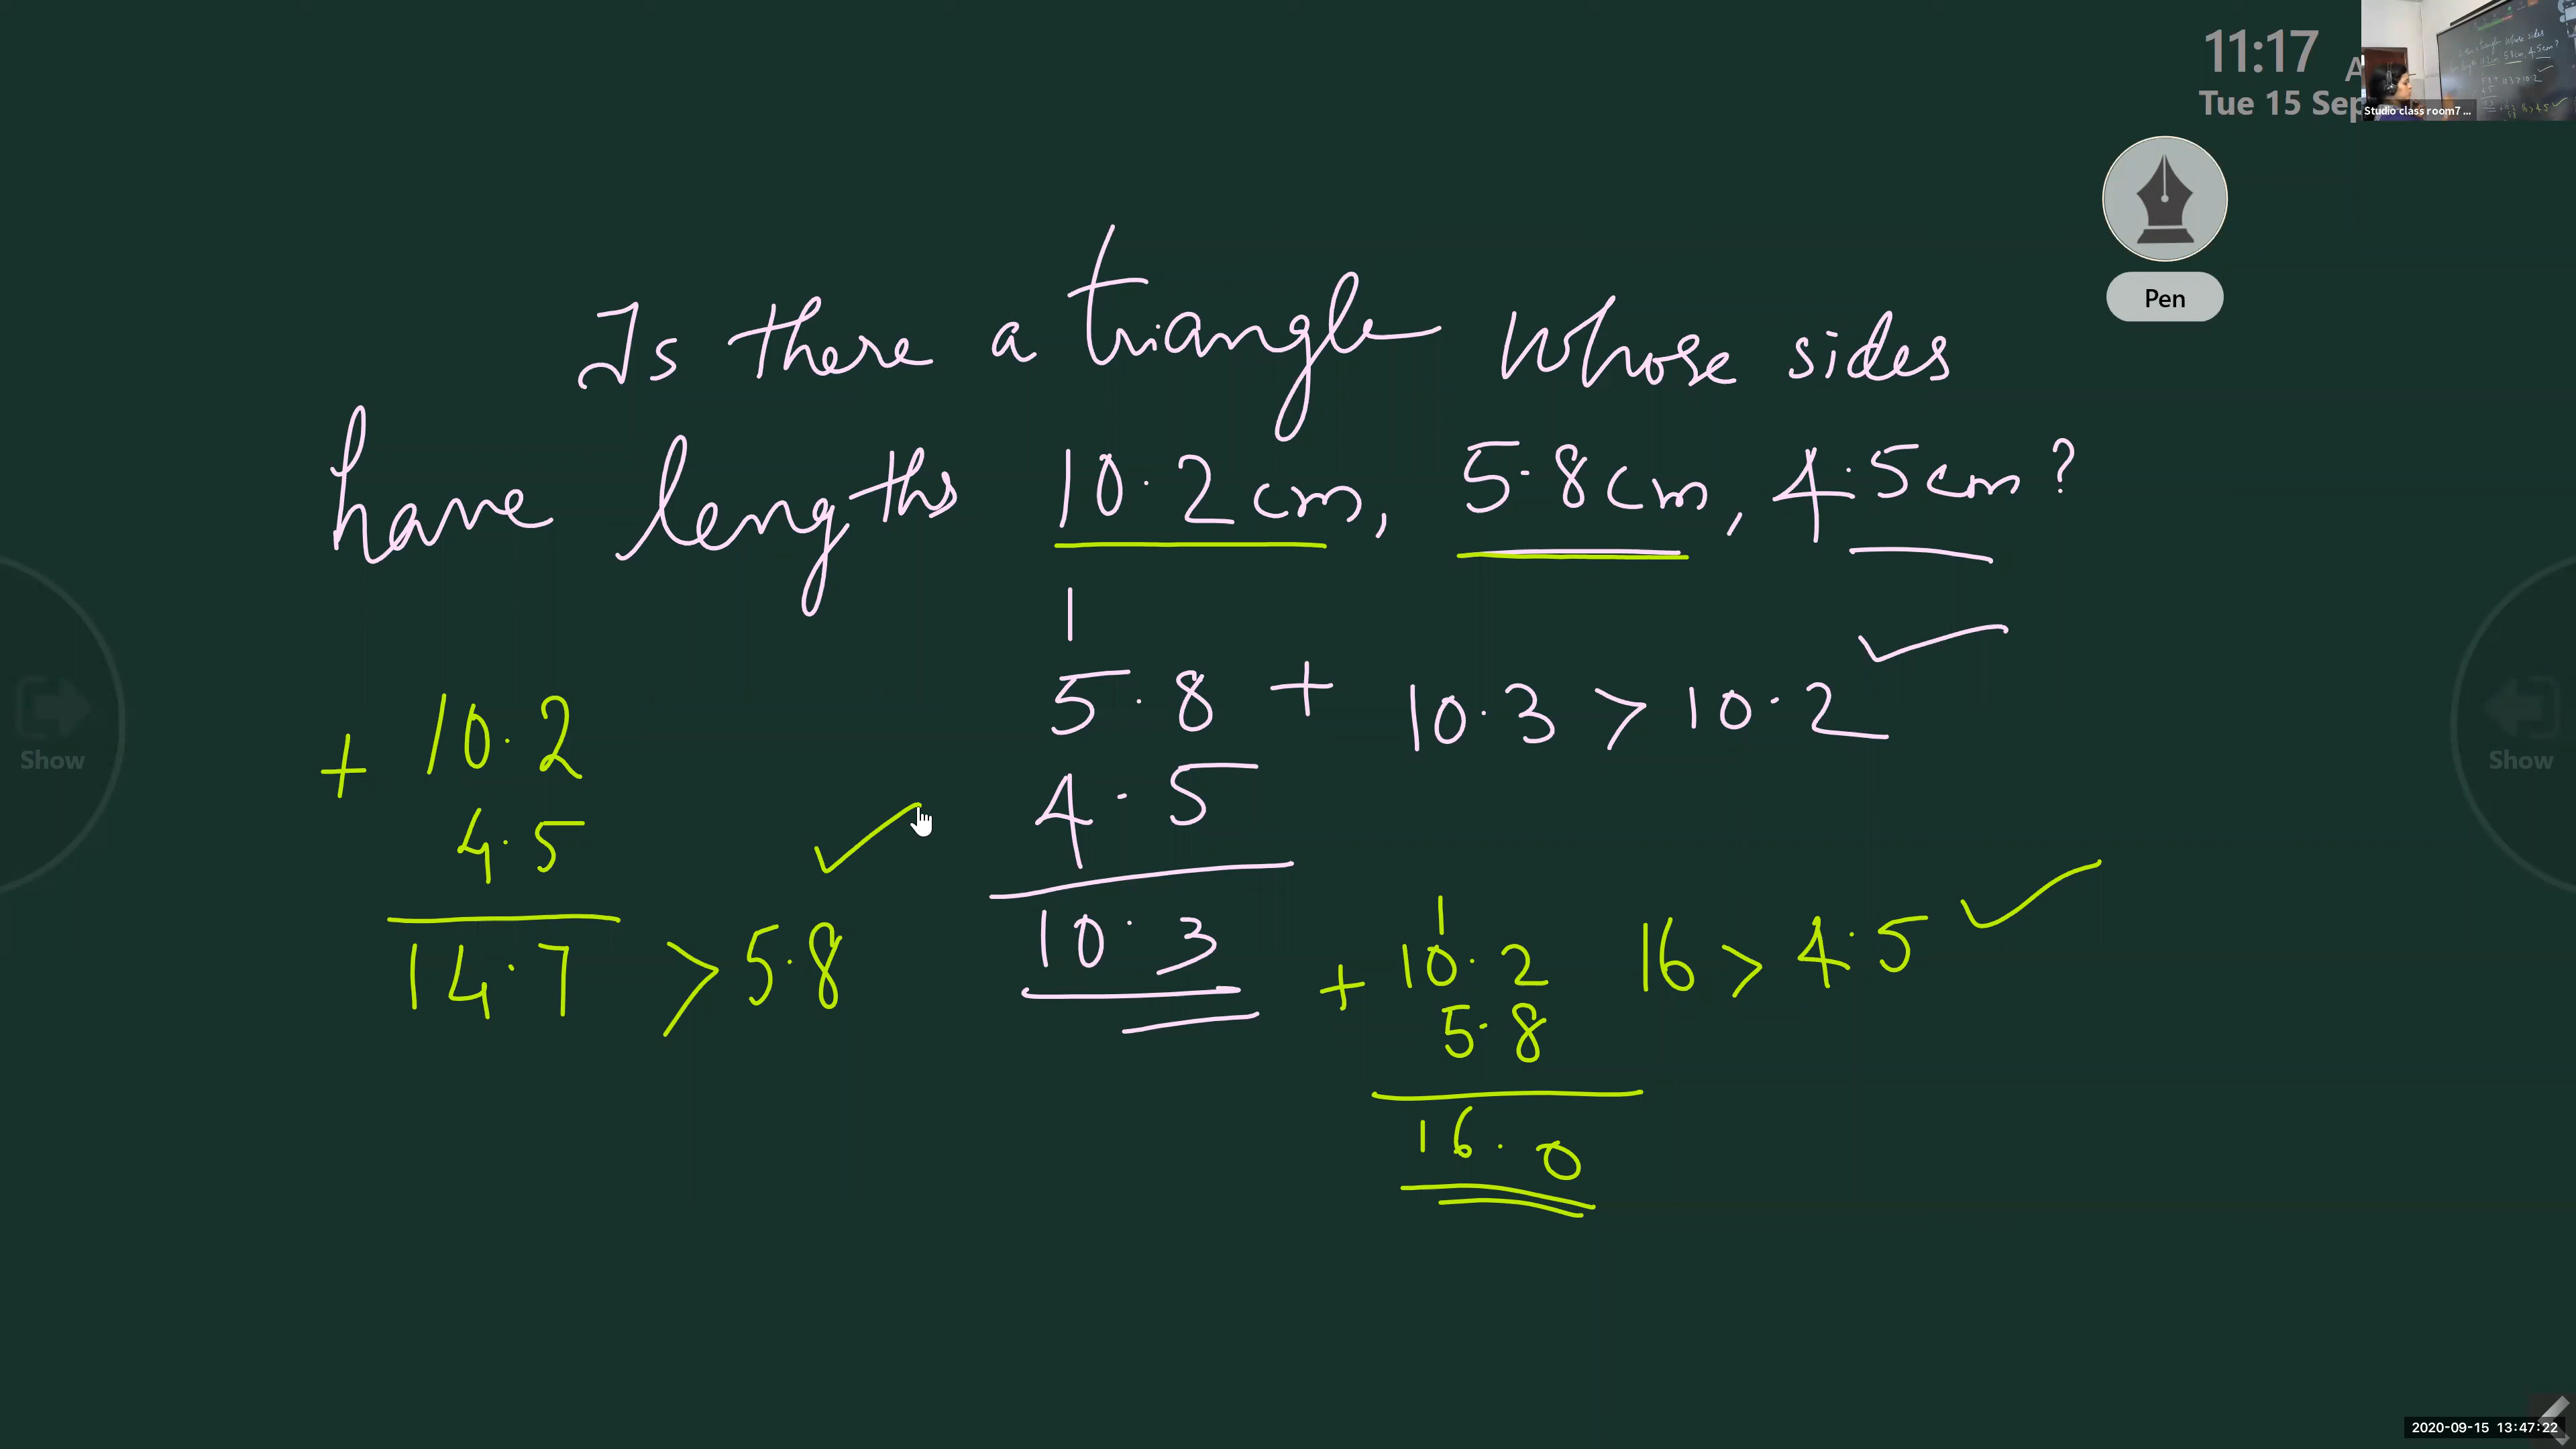 11:17
A
Tue 15 Sep
Studio class room7 ...
Pen
Is there a triangle whose sides
have lengths 10.2 cm, 5.8 cm, 4.5 cm?
1
5.8 +
4.5
10.3
10.3 > 10.2 ✓
+ 10.2
4.5
14.7 > 5.8 ✓
1
+ 10.2
5.8
16.0
16 > 4.5 ✓
Show
Show
2020-09-15 13:47:22